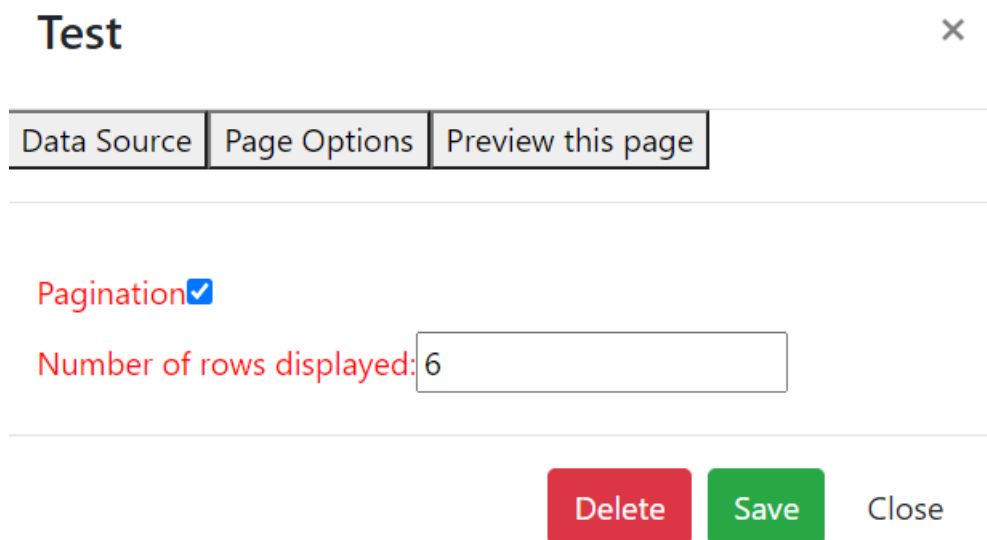 Test ×
Data Source Page Options Preview this page
Pagination
Number of rows displayed: 6
Delete Save Close